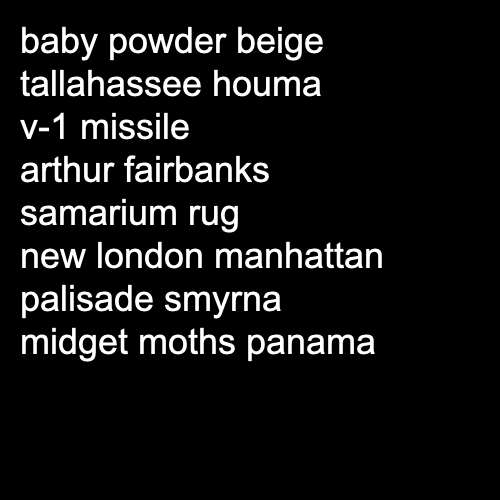 baby powder beige
tallahassee houma
v-1 missile
arthur fairbanks
samarium rug
new london manhattan
palisade smyrna
midget moths panama